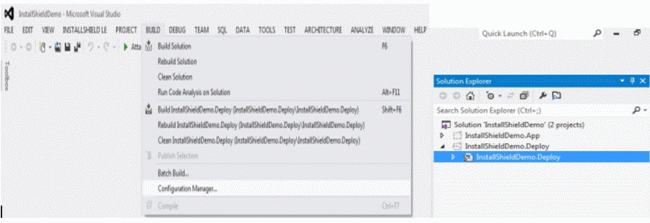 InstallShieldDemo - Microsoft Visual Studio
FILE EDIT VIEW INSTALLSHIELD LE PROJECT BUILD DEBUG TEAM SQL DATA TOOLS TEST ARCHITECTURE ANALYZE WINDOW HELP
Quick Launch (Ctrl+Q)
Atta
Toolbox
Build Solution F6
Rebuild Solution
Clean Solution
Run Code Analysis on Solution Alt+F11
Build InstallShieldDemo.Deploy (InstallShieldDemo.Deploy\InstallShieldDemo.Deploy) Shift+F6
Rebuild InstallShieldDemo.Deploy (InstallShieldDemo.Deploy\InstallShieldDemo.Deploy)
Clean InstallShieldDemo.Deploy (InstallShieldDemo.Deploy\InstallShieldDemo.Deploy)
Publish Selection
Batch Build...
Configuration Manager...
Compile Ctrl+F7
Solution Explorer
Search Solution Explorer (Ctrl+;)
Solution 'InstallShieldDemo' (2 projects)
InstallShieldDemo.App
InstallShieldDemo.Deploy
InstallShieldDemo.Deploy